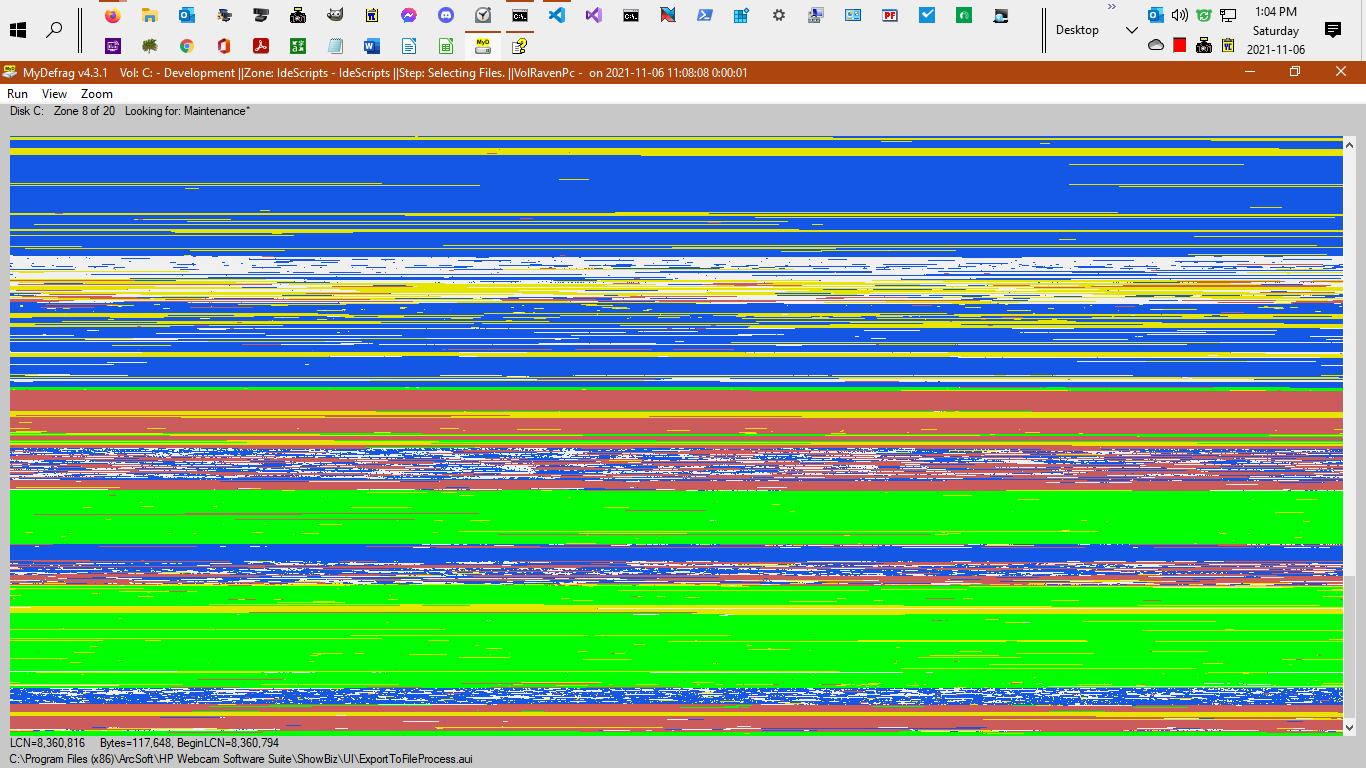 1:04 PM
Desktop
Saturday
2021-11-06
MyD
MyDefrag v4.3.1 Vol: C: - Development ||Zone: IdeScripts - IdeScripts ||Step: Selecting Files. ||VolRavenPc - on 2021-11-06 11:08:08 0:00:01
Run View Zoom
Disk C: Zone 8 of 20 Looking for: Maintenance*
LCN=8,360,816 Bytes=117,648, BeginLCN=8,360,794
C:\Program Files (x86)\ArcSoft\HP Webcam Software Suite\ShowBiz\UI\ExportToFileProcess.aui